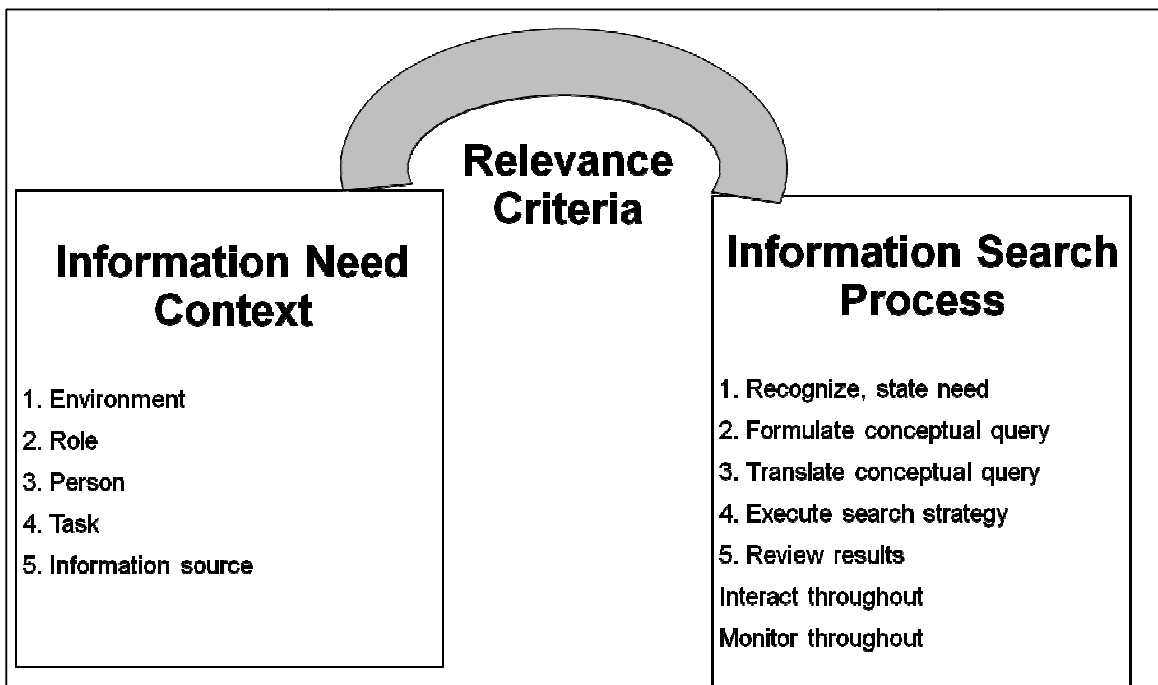 Relevance
Criteria
Information Need
Context
1. Environment
2. Role
3. Person
4. Task
5. Information source
Information Search
Process
1. Recognize, state need
2. Formulate conceptual query
3. Translate conceptual query
4. Execute search strategy
5. Review results
Interact throughout
Monitor throughout